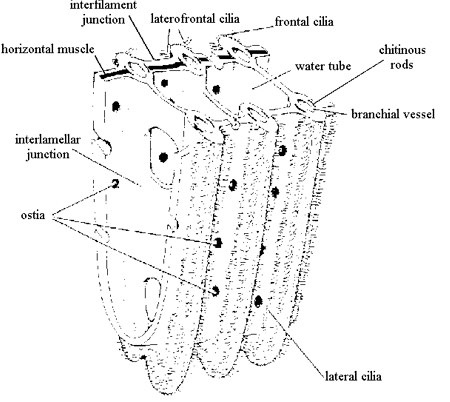 interfilament
junction
laterofrontal cilia
frontal cilia
horizontal muscle
water tube
chitinous
rods
branchial vessel
interlamellar
junction
ostia
lateral cilia